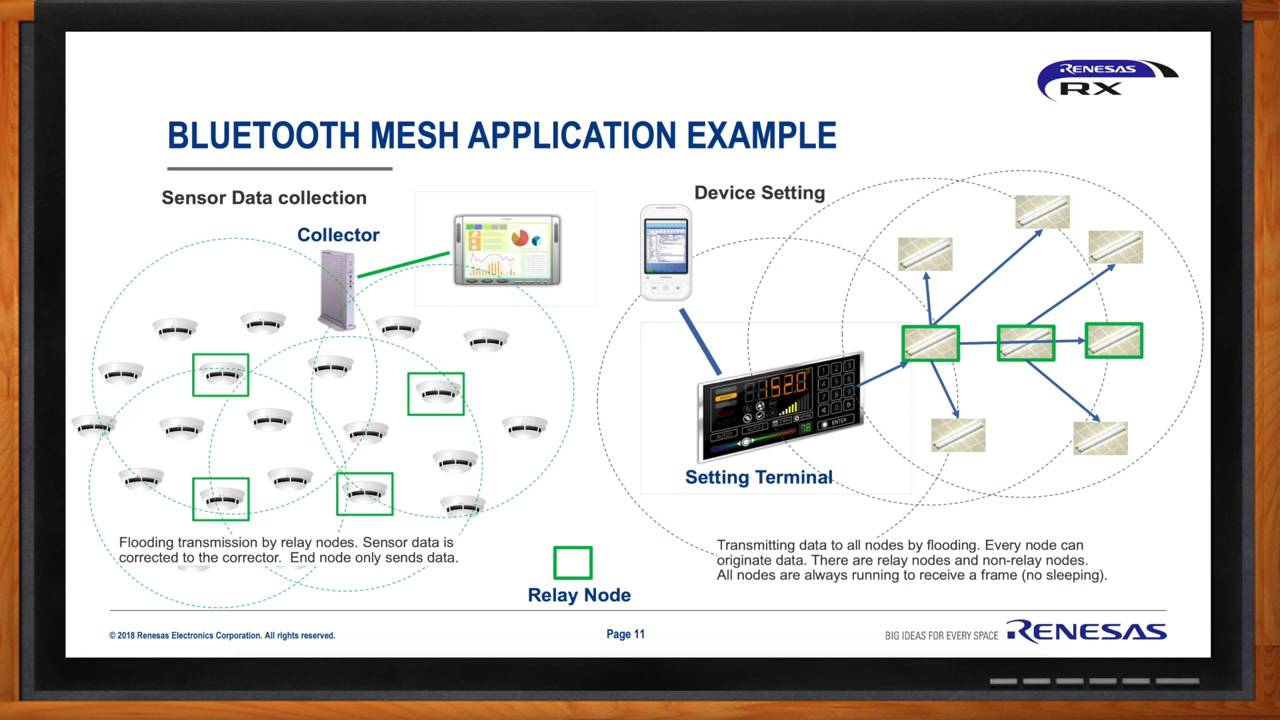 RENESAS
RX
BLUETOOTH MESH APPLICATION EXAMPLE
Sensor Data collection
Collector
Device Setting
152.0
78
ENTER
Setting Terminal
Flooding transmission by relay nodes. Sensor data is
corrected to the corrector. End node only sends data.
Relay Node
Transmitting data to all nodes by flooding. Every node can
originate data. There are relay nodes and non-relay nodes.
All nodes are always running to receive a frame (no sleeping).
© 2018 Renesas Electronics Corporation. All rights reserved.
Page 11
BIG IDEAS FOR EVERY SPACE
RENESAS